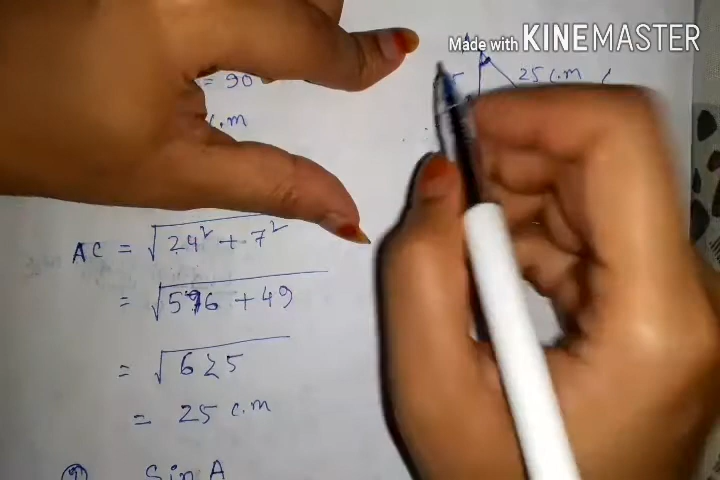 Made with KINEMASTER
= 90
25 c.m
c.m
AC = √24² + 7²
= √576 + 49
= √625
= 25 c.m
Sin A